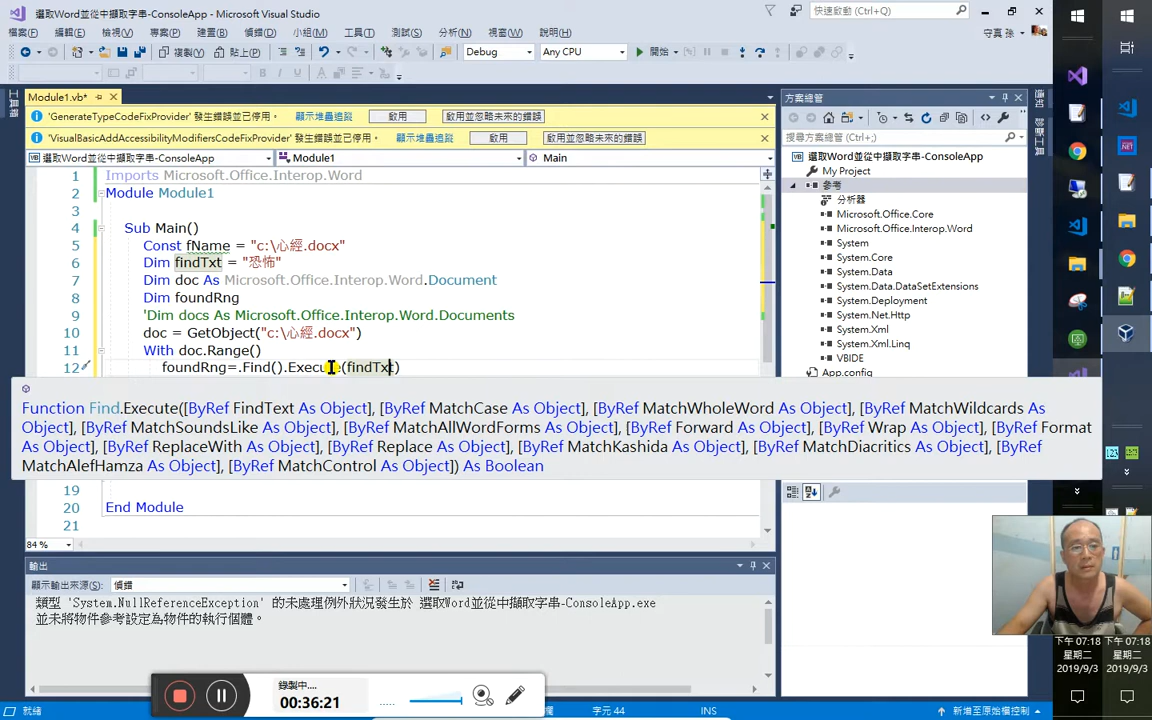 選取Word並從中擷取字串-ConsoleApp - Microsoft Visual Studio
快速啟動 (Ctrl+Q)
檔案(F) 編輯(E) 檢視(V) 專案(P) 建置(B) 偵錯(D) 小組(M) 工具(T) 測試(S) 分析(N) 視窗(W) 說明(H)
守真 孫
複製(Y) 貼上(P) Debug Any CPU 開始
Module1.vb*
'GenerateTypeCodeFixProvider' 發生錯誤並已停用。 顯示堆疊追蹤 啟用 啟用並忽略未來的錯誤
'VisualBasicAddAccessibilityModifiersCodeFixProvider' 發生錯誤並已停用。 顯示堆疊追蹤 啟用 啟用並忽略未來的錯誤
選取Word並從中擷取字串-ConsoleApp Module1 Main
1 Imports Microsoft.Office.Interop.Word
2 Module Module1
3
4 Sub Main()
5 Const fName = "c:\心經.docx"
6 Dim findTxt = "恐怖"
7 Dim doc As Microsoft.Office.Interop.Word.Document
8 Dim foundRng
9 'Dim docs As Microsoft.Office.Interop.Word.Documents
10 doc = GetObject("c:\心經.docx")
11 With doc.Range()
12 foundRng=.Find().Execute(findTxt)
Function Find.Execute([ByRef FindText As Object], [ByRef MatchCase As Object], [ByRef MatchWholeWord As Object], [ByRef MatchWildcards As
Object], [ByRef MatchSoundsLike As Object], [ByRef MatchAllWordForms As Object], [ByRef Forward As Object], [ByRef Wrap As Object], [ByRef Format
As Object], [ByRef ReplaceWith As Object], [ByRef Replace As Object], [ByRef MatchKashida As Object], [ByRef MatchDiacritics As Object], [ByRef
MatchAlefHamza As Object], [ByRef MatchControl As Object]) As Boolean
19
20 End Module
21
84 %
方案總管
搜尋方案總管 (Ctrl+;)
選取Word並從中擷取字串-ConsoleApp
My Project
參考
分析器
Microsoft.Office.Core
Microsoft.Office.Interop.Word
System
System.Core
System.Data
System.Data.DataSetExtensions
System.Deployment
System.Net.Http
System.Xml
System.Xml.Linq
VBIDE
App.config
工具箱
輸出
顯示輸出來源(S): 偵錯
類型 'System.NullReferenceException' 的未處理例外狀況發生於 選取Word並從中擷取字串-ConsoleApp.exe
並未將物件參考設定為物件的執行個體。
錄製中....
00:36:21
就緒 字元 44 INS 新增至原始檔控制
下午 07:18 下午 07:18
星期二 星期二
2019/9/3 2019/9/3